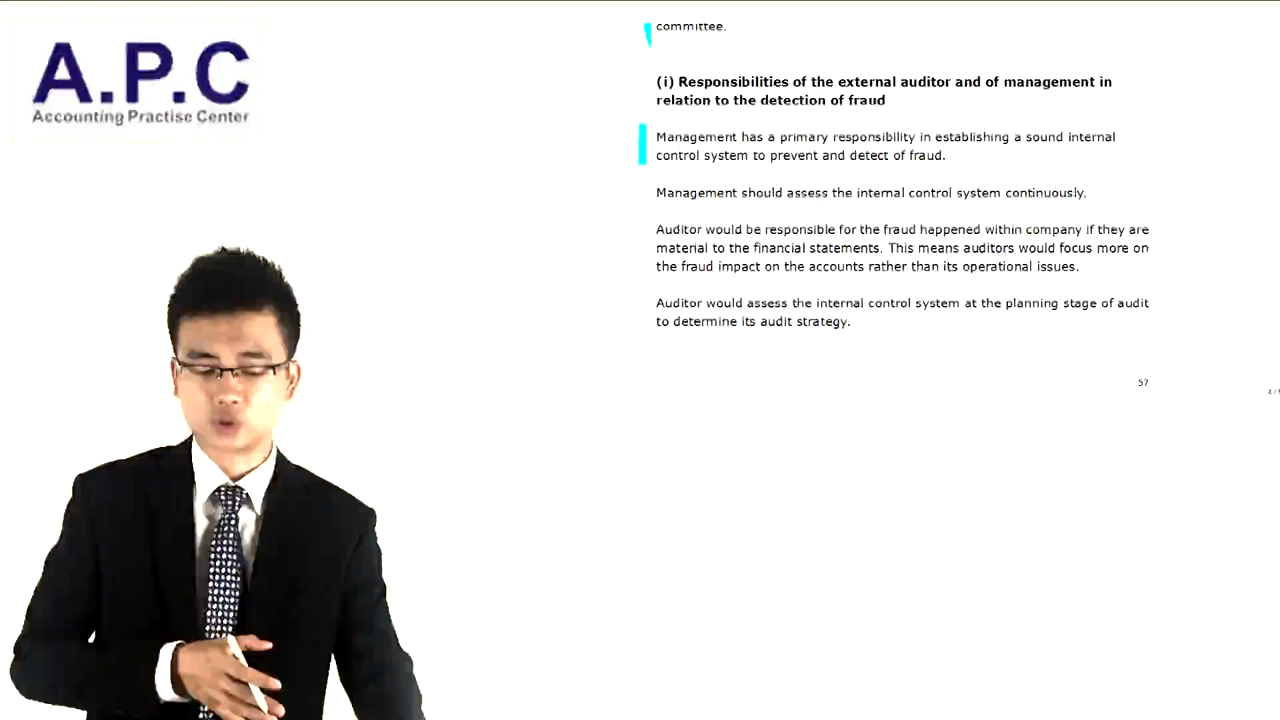 A.P.C
Accounting Practise Center
committee.
(i) Responsibilities of the external auditor and of management in
relation to the detection of fraud
Management has a primary responsibility in establishing a sound internal
control system to prevent and detect of fraud.
Management should assess the internal control system continuously.
Auditor would be responsible for the fraud happened within company if they are
material to the financial statements. This means auditors would focus more on
the fraud impact on the accounts rather than its operational issues.
Auditor would assess the internal control system at the planning stage of audit
to determine its audit strategy.
57